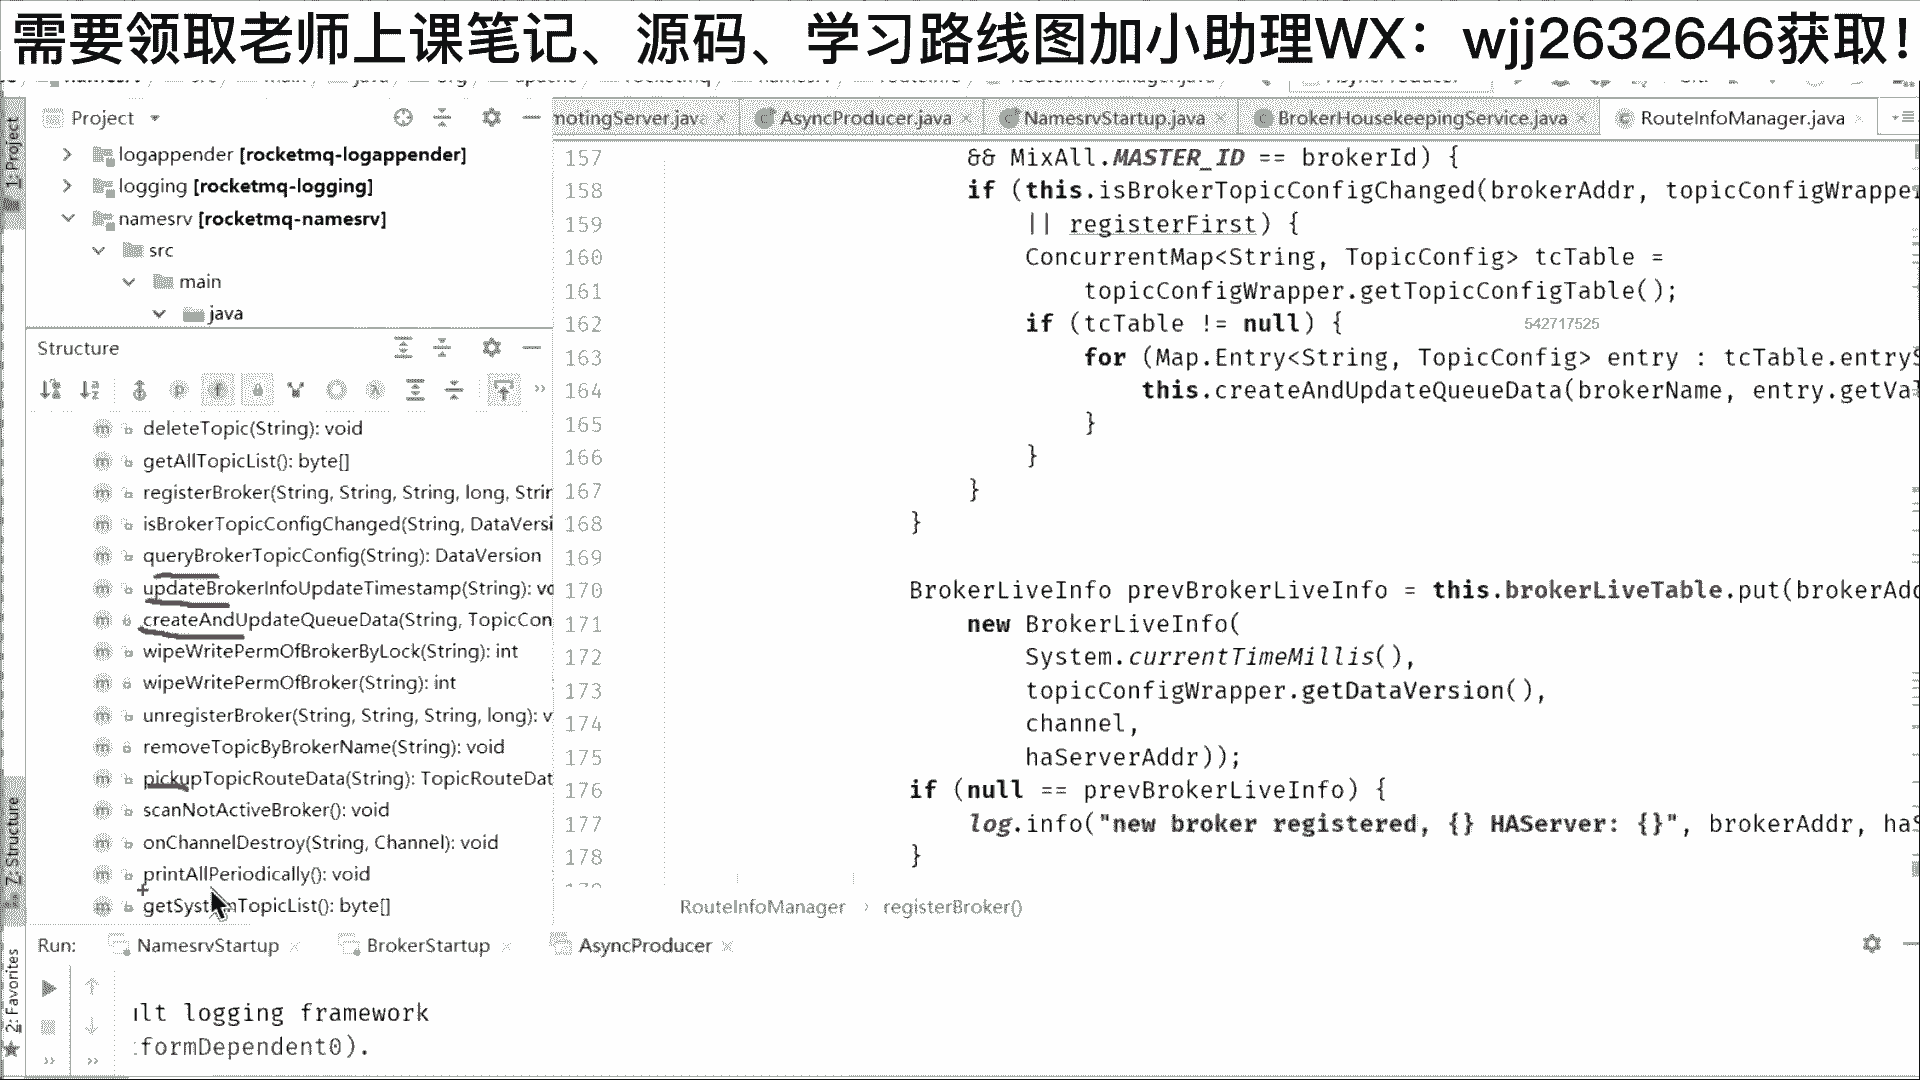 需要领取老师上课笔记、源码、学习路线图加小助理WX：wjj2632646获取！
Project
notingServer.java
AsyncProducer.java
NamesrvStartup.java
BrokerHousekeepingService.java
RouteInfoManager.java
1: Project
logappender [rocketmq-logappender]
logging [rocketmq-logging]
namesrv [rocketmq-namesrv]
src
main
java
Structure
deleteTopic(String): void
getAllTopicList(): byte[]
registerBroker(String, String, String, long, Strir
isBrokerTopicConfigChanged(String, DataVersi
queryBrokerTopicConfig(String): DataVersion
updateBrokerInfoUpdateTimestamp(String): vo
createAndUpdateQueueData(String, TopicCon
wipeWritePermOfBrokerByLock(String): int
wipeWritePermOfBroker(String): int
unregisterBroker(String, String, String, long): v
removeTopicByBrokerName(String): void
pickupTopicRouteData(String): TopicRouteDat
scanNotActiveBroker(): void
onChannelDestroy(String, Channel): void
printAllPeriodically(): void
getSystemTopicList(): byte[]
Z: Structure
157 && MixAll.MASTER_ID == brokerId) {
158 if (this.isBrokerTopicConfigChanged(brokerAddr, topicConfigWrappe
159 || registerFirst) {
160 ConcurrentMap<String, TopicConfig> tcTable =
161 topicConfigWrapper.getTopicConfigTable();
162 if (tcTable != null) {
542717525
163 for (Map.Entry<String, TopicConfig> entry : tcTable.entryS
164 this.createAndUpdateQueueData(brokerName, entry.getVal
165 }
166 }
167 }
168 }
169
170 BrokerLiveInfo prevBrokerLiveInfo = this.brokerLiveTable.put(brokerAdd
171 new BrokerLiveInfo(
172 System.currentTimeMillis(),
173 topicConfigWrapper.getDataVersion(),
174 channel,
175 haServerAddr));
176 if (null == prevBrokerLiveInfo) {
177 log.info("new broker registered, {} HAServer: {}", brokerAddr, haS
178 }
RouteInfoManager › registerBroker()
Run: NamesrvStartup BrokerStartup AsyncProducer
2: Favorites
ult logging framework
:formDependent0).